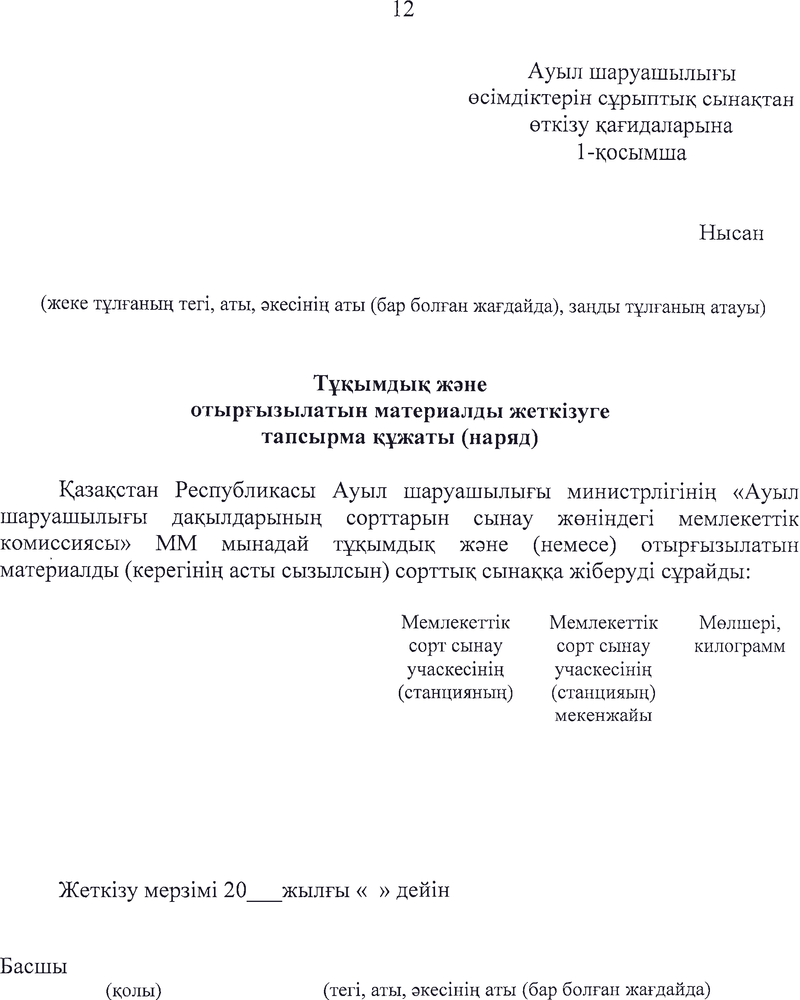 12
Ауыл шаруашылығы
өсімдіктерін сұрыптық сынақтан
өткізу қағидаларына
1-қосымша
Нысан
(жеке тұлғаның тегі, аты, әкесінің аты (бар болған жағдайда), заңды тұлғаның атауы)
Тұқымдық және
отырғызылатын материалды жеткізуге
тапсырма құжаты (наряд)
Қазақстан Республикасы Ауыл шаруашылығы министрлігінің «Ауыл
шаруашылығы дақылдарының сорттарын сынау жөніндегі мемлекеттік
комиссиясы» ММ мынадай тұқымдық және (немесе) отырғызылатын
материалды (керегінің асты сызылсын) сорттық сынаққа жіберуді сұрайды:
Мемлекеттік Мемлекеттік Мөлшері,
сорт сынау сорт сынау килограмм
учаскесінің учаскесінің
(станцияның) (станцияың)
мекенжайы
Жеткізу мерзімі 20___жылғы « » дейін
Басшы
(қолы) (тегі, аты, әкесінің аты (бар болған жағдайда)